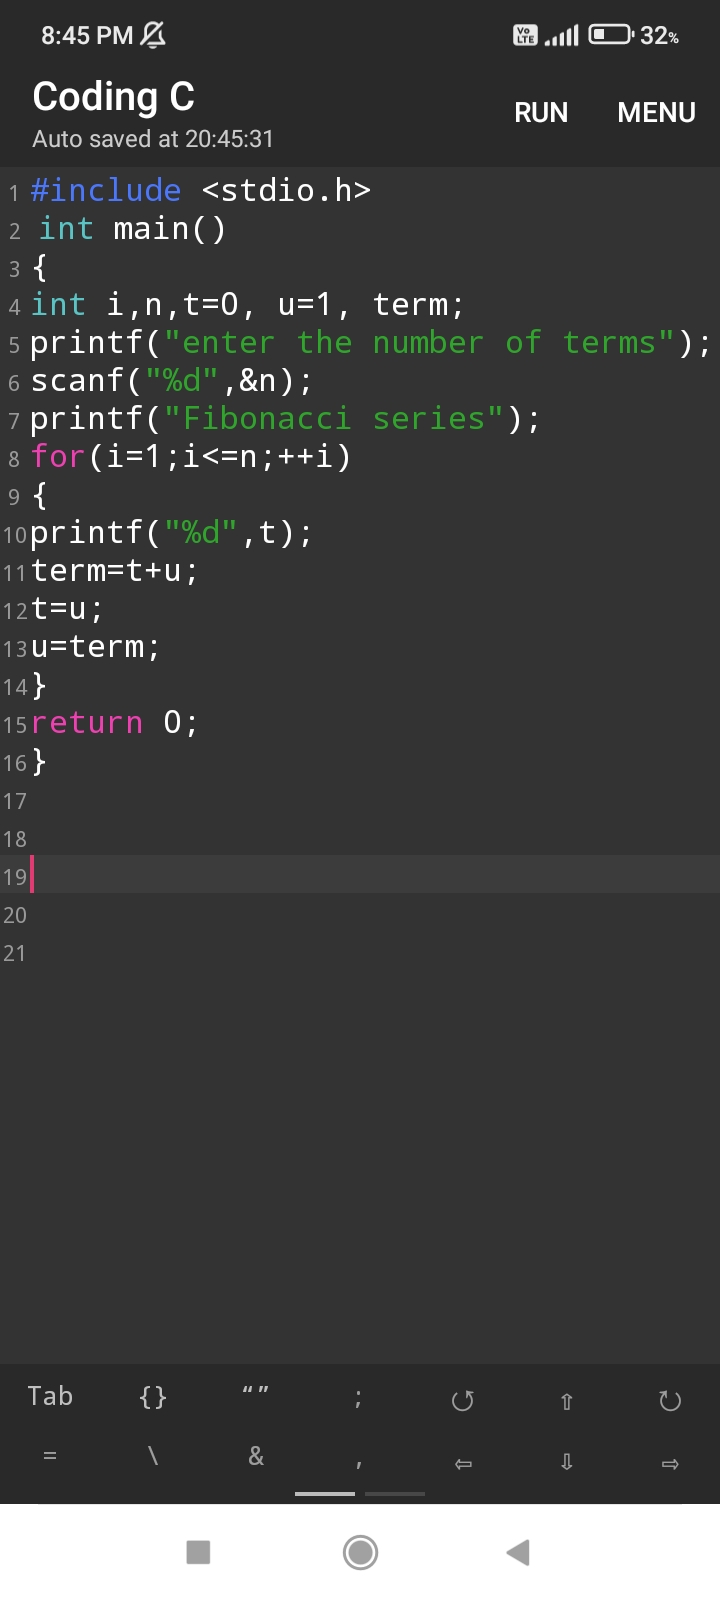 8:45 PM VoLTE 32%
Coding C
Auto saved at 20:45:31
RUN MENU
1 #include <stdio.h>
2 int main()
3 {
4 int i,n,t=0, u=1, term;
5 printf("enter the number of terms");
6 scanf("%d",&n);
7 printf("Fibonacci series");
8 for(i=1;i<=n;++i)
9 {
10 printf("%d",t);
11 term=t+u;
12 t=u;
13 u=term;
14 }
15 return 0;
16 }
17
18
19
20
21
Tab {} “” ; ↺ ⇧ ↻
= \ & , ⇦ ⇩ ⇨